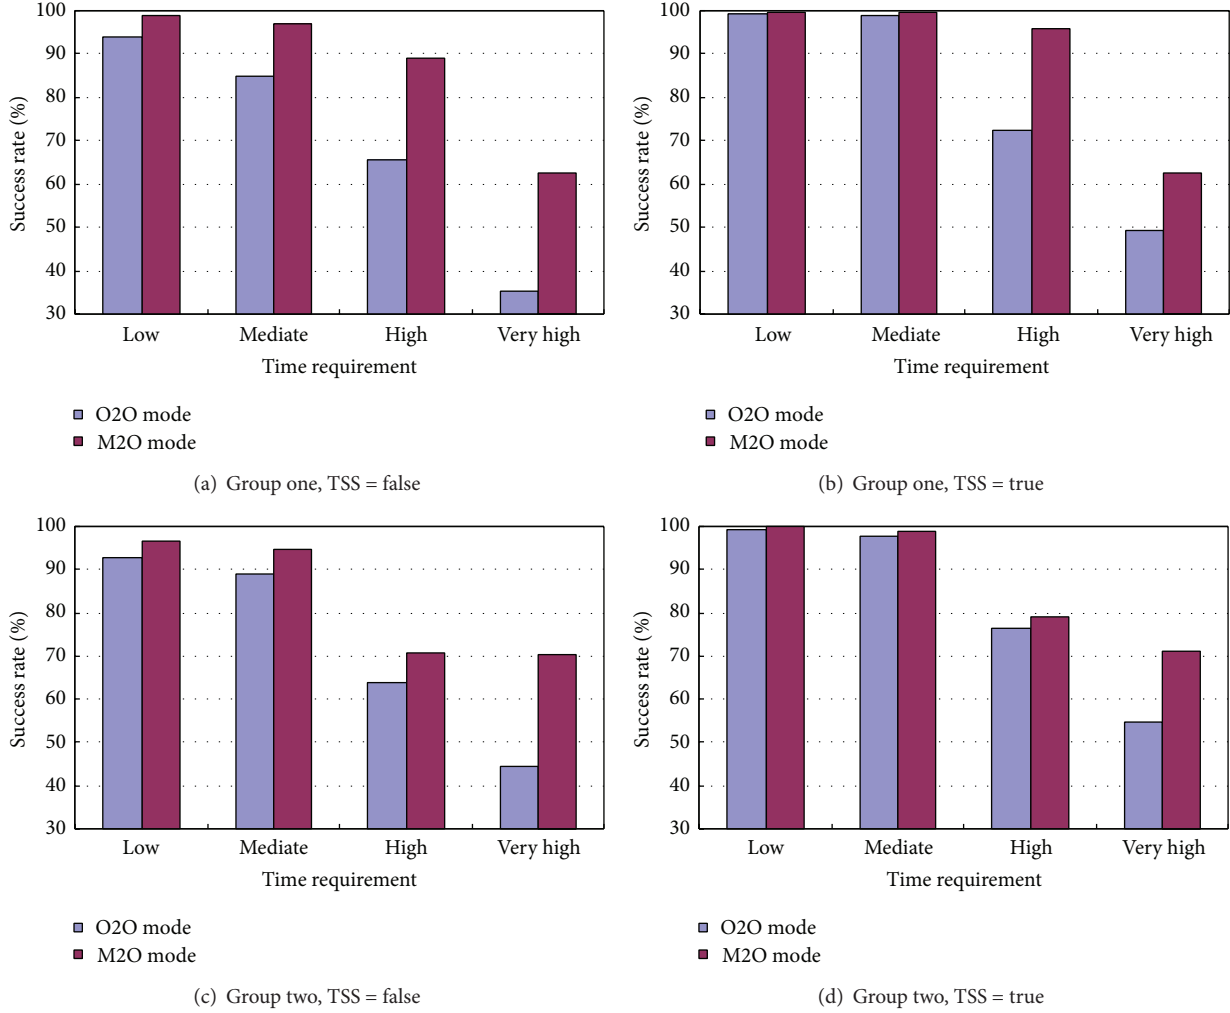 100
90
80
70
60
50
40
30
Success rate (%)
Low Mediate High Very high
Time requirement
O2O mode
M2O mode
(a) Group one, TSS = false
100
90
80
70
60
50
40
30
Success rate (%)
Low Mediate High Very high
Time requirement
O2O mode
M2O mode
(b) Group one, TSS = true
100
90
80
70
60
50
40
30
Success rate (%)
Low Mediate High Very high
Time requirement
O2O mode
M2O mode
(c) Group two, TSS = false
100
90
80
70
60
50
40
30
Success rate (%)
Low Mediate High Very high
Time requirement
O2O mode
M2O mode
(d) Group two, TSS = true